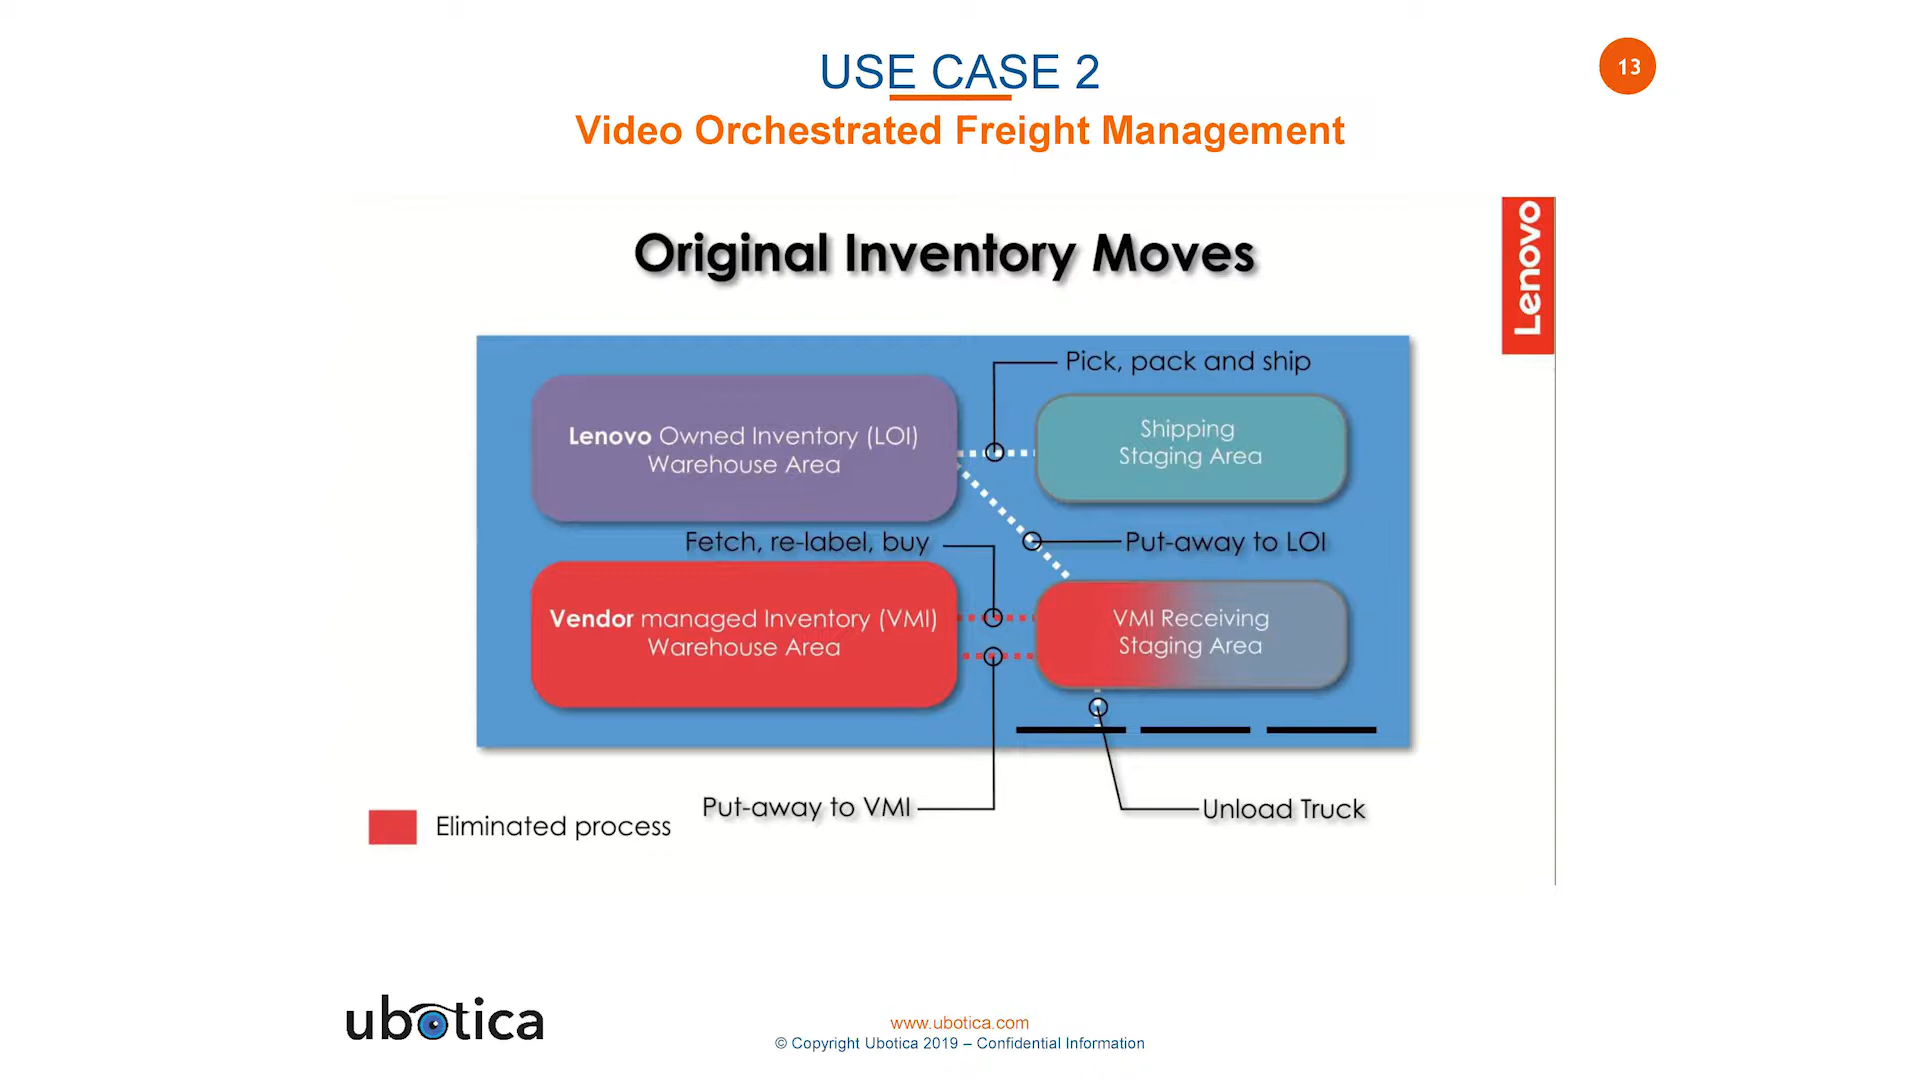 USE CASE 2
13
Video Orchestrated Freight Management
Lenovo
Original Inventory Moves
Pick, pack and ship
Lenovo Owned Inventory (LOI)
Warehouse Area
Shipping
Staging Area
Fetch, re-label, buy
Put-away to LOI
Vendor managed Inventory (VMI)
Warehouse Area
VMI Receiving
Staging Area
Put-away to VMI
Unload Truck
Eliminated process
ubotica
www.ubotica.com
© Copyright Ubotica 2019 – Confidential Information